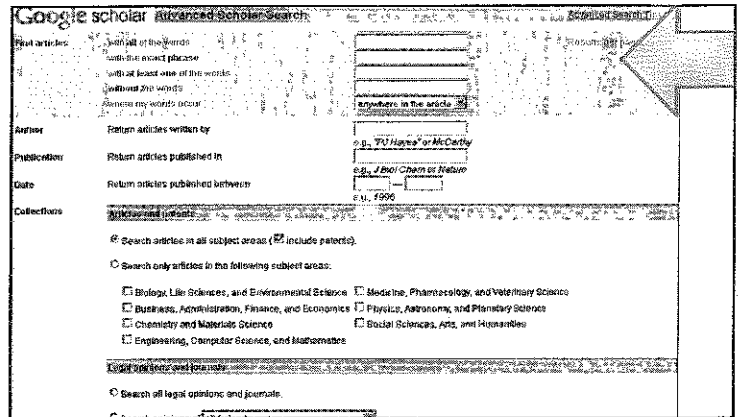 Google scholar Advanced Scholar Search
Advanced Search
Find articles with all of the words
with the exact phrase
with at least one of the words
without the words
where my words occur anywhere in the article
Author Return articles written by
e.g., "PJ Hayes" or McCarthy
Publication Return articles published in
e.g., J Biol Chem or Nature
Date Return articles published between —
e.g., 1996
Collections Articles and patents
Search articles in all subject areas (include patents).
Search only articles in the following subject areas:
Biology, Life Sciences, and Environmental Science Medicine, Pharmacology, and Veterinary Science
Business, Administration, Finance, and Economics Physics, Astronomy, and Planetary Science
Chemistry and Materials Science Social Sciences, Arts, and Humanities
Engineering, Computer Science, and Mathematics
Legal opinions and journals
Search all legal opinions and journals.